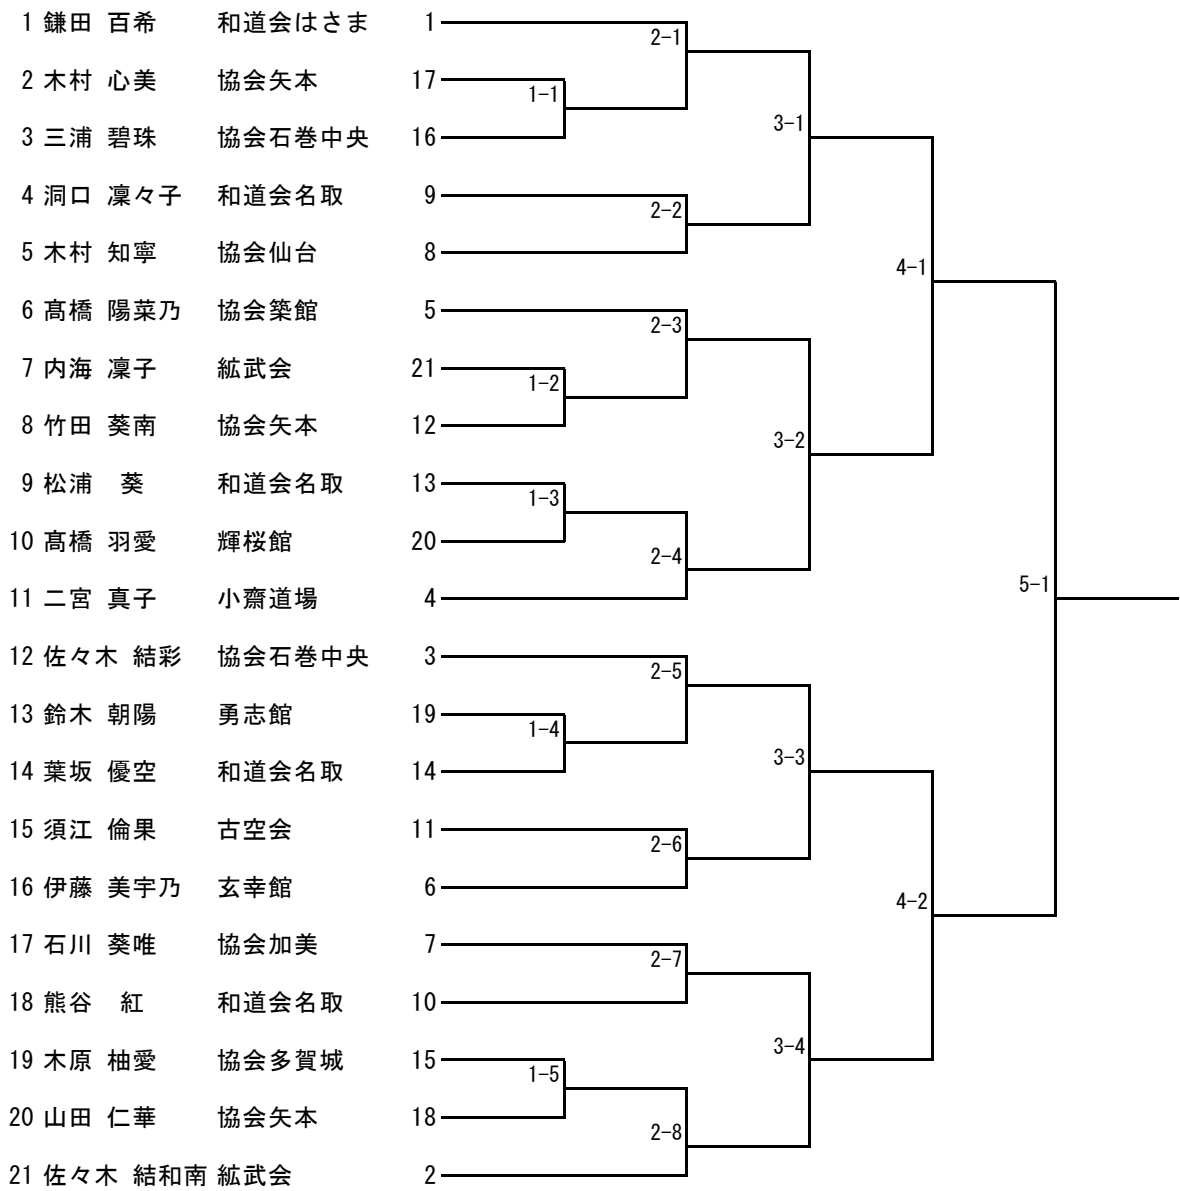 1 鎌田 百希 和道会はさま 1
2-1
2 木村 心美 協会矢本 17
1-1
3 三浦 碧珠 協会石巻中央 16
3-1
4 洞口 凜々子 和道会名取 9
2-2
5 木村 知寧 協会仙台 8
4-1
6 髙橋 陽菜乃 協会築館 5
2-3
7 内海 凜子 紘武会 21
1-2
8 竹田 葵南 協会矢本 12
3-2
9 松浦 葵 和道会名取 13
1-3
10 髙橋 羽愛 輝桜館 20
2-4
11 二宮 真子 小齋道場 4
5-1
12 佐々木 結彩 協会石巻中央 3
2-5
13 鈴木 朝陽 勇志館 19
1-4
14 葉坂 優空 和道会名取 14
3-3
15 須江 倫果 古空会 11
2-6
16 伊藤 美宇乃 玄幸館 6
4-2
17 石川 葵唯 協会加美 7
2-7
18 熊谷 紅 和道会名取 10
3-4
19 木原 柚愛 協会多賀城 15
1-5
20 山田 仁華 協会矢本 18
2-8
21 佐々木 結和南 紘武会 2